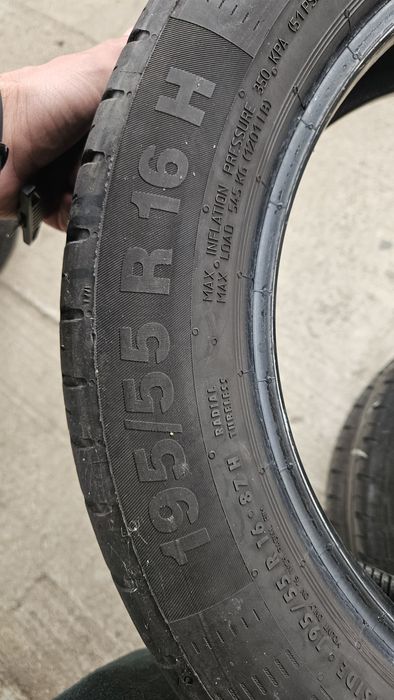 195/55 R 16 H
MAX. INFLATION PRESSURE 350 KPA (51 PS
MAX. LOAD 545 KG (1201 LB)
RADIAL
TUBELESS
195/55 R 16 87 H